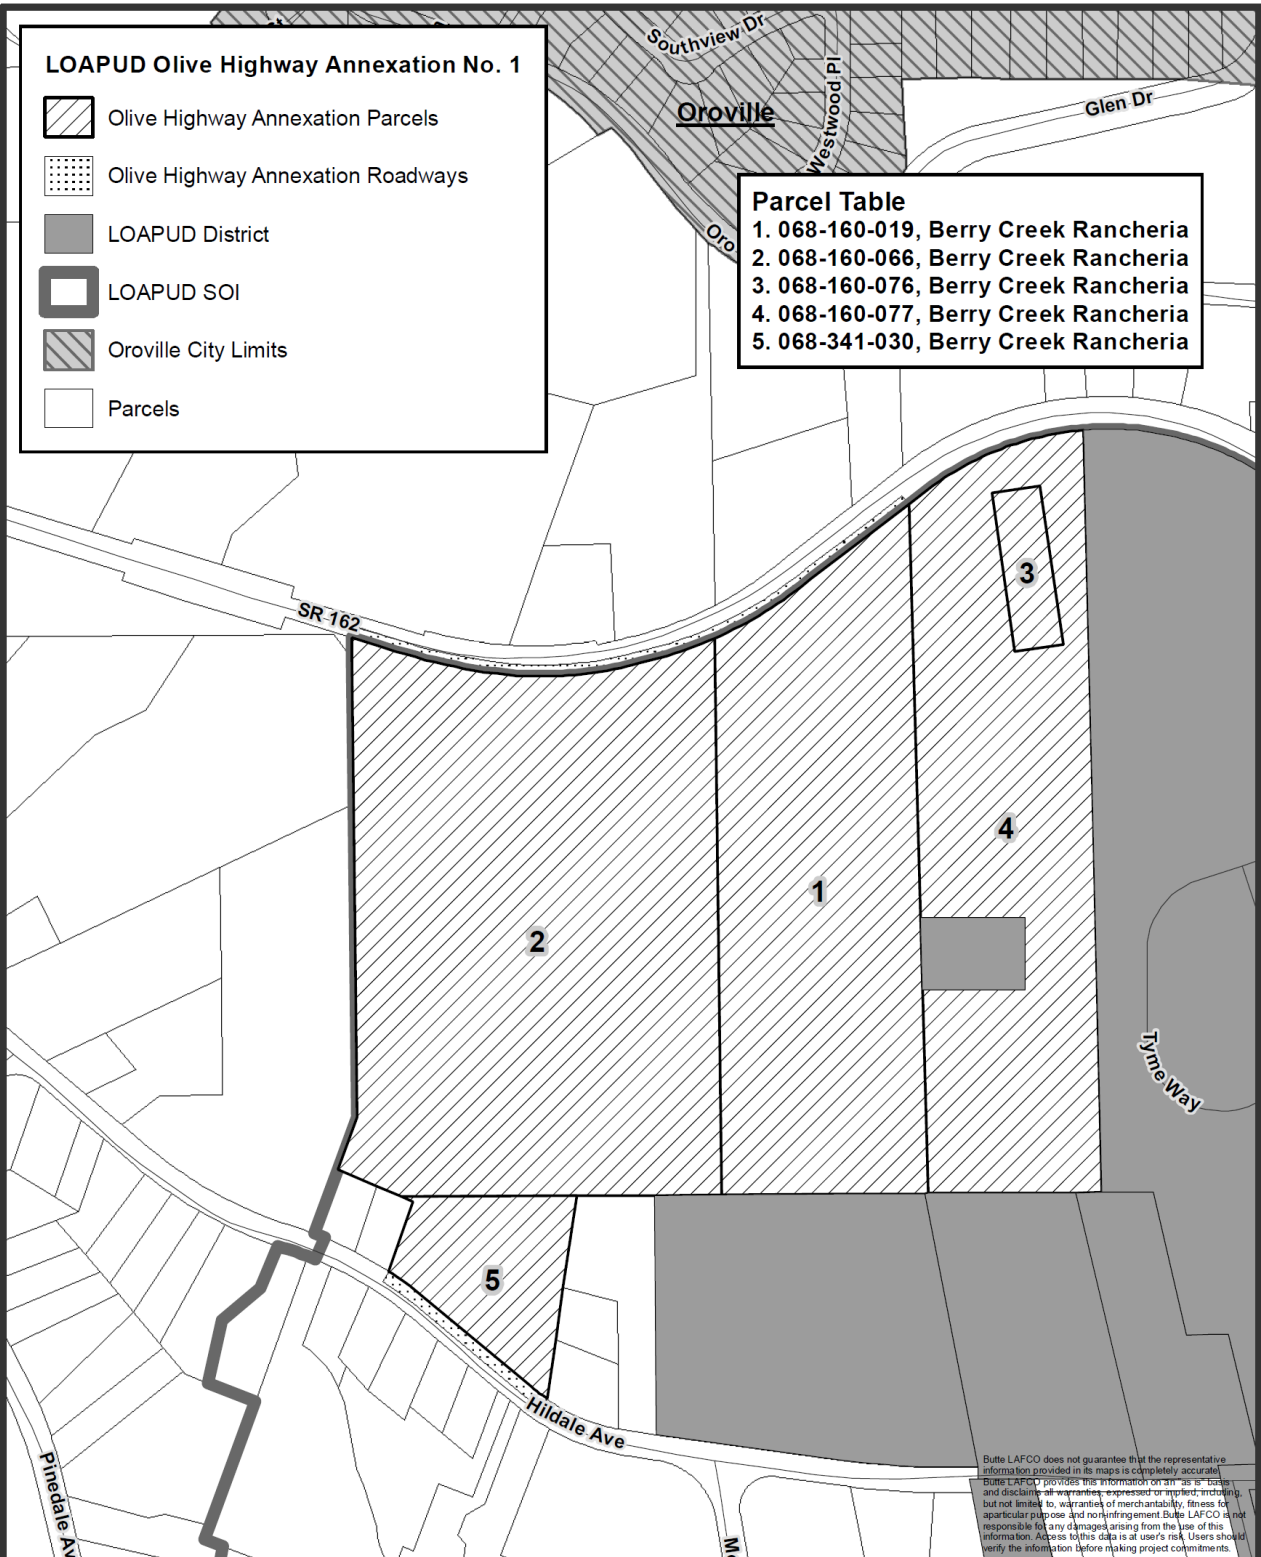 Southview Dr
LOAPUD Olive Highway Annexation No. 1
Olive Highway Annexation Parcels
Olive Highway Annexation Roadways
LOAPUD District
LOAPUD SOI
Oroville City Limits
Parcels
Oroville
Westwood Pl
Glen Dr
Oro
Parcel Table
1. 068-160-019, Berry Creek Rancheria
2. 068-160-066, Berry Creek Rancheria
3. 068-160-076, Berry Creek Rancheria
4. 068-160-077, Berry Creek Rancheria
5. 068-341-030, Berry Creek Rancheria
SR 162
3
4
1
2
Tyme Way
5
Hildale Ave
Pinedale Av
Butte LAFCO does not guarantee that the representative
information provided in its maps is completely accurate.
Butte LAFCO provides this information on an "as is" basis
and disclaims all warranties, expressed or implied, including,
but not limited to, warranties of merchantability, fitness for
aparticular purpose and non-infringement.Butte LAFCO is not
responsible for any damages arising from the use of this
information. Access to this data is at user's risk. Users should
verify the information before making project commitments.